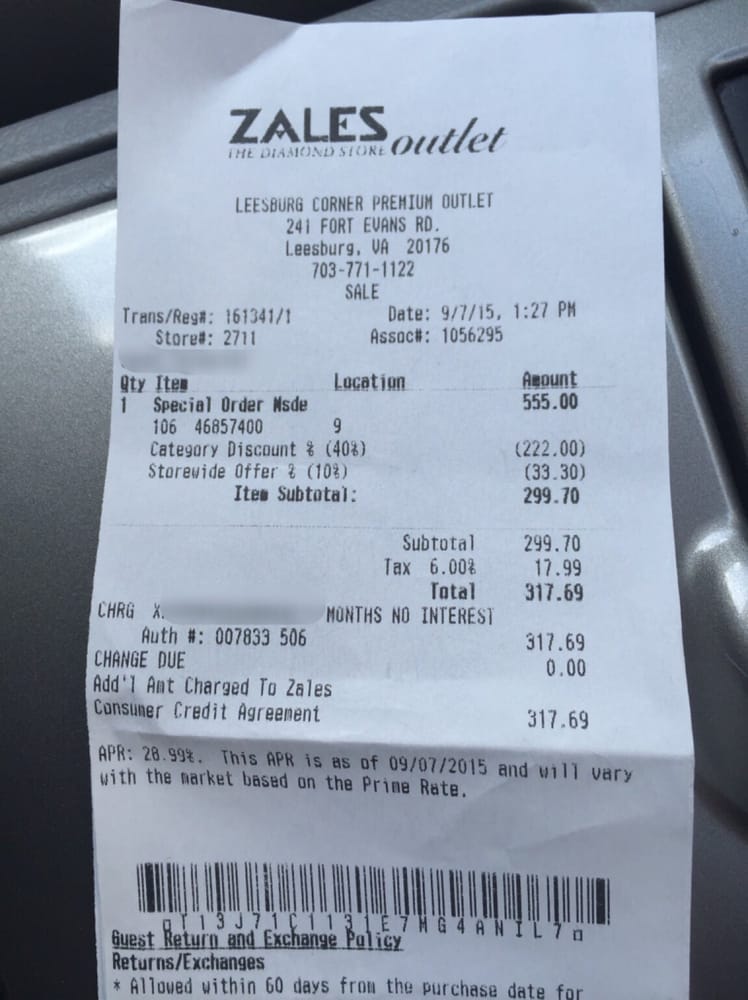 ZALES outlet
THE DIAMOND STORE
LEESBURG CORNER PREMIUM OUTLET
241 FORT EVANS RD.
Leesburg, VA 20176
703-771-1122
SALE
Trans/Reg#: 161341/1 Date: 9/7/15, 1:27 PM
Store#: 2711 Assoc#: 1056295
Qty Item Location Amount
1 Special Order Msde 555.00
106 46857400 9
Category Discount % (40%) (222.00)
Storewide Offer % (10%) (33.30)
Item Subtotal: 299.70
Subtotal 299.70
Tax 6.00% 17.99
Total 317.69
CHRG X. MONTHS NO INTEREST
Auth #: 007833 506 317.69
CHANGE DUE 0.00
Add'l Amt Charged To Zales
Consumer Credit Agreement 317.69
APR: 28.99%. This APR is as of 09/07/2015 and will vary
with the market based on the Prime Rate.
T13J71C1131E7MG4ANIL7
Guest Return and Exchange Policy
Returns/Exchanges
* Allowed within 60 days from the purchase date for